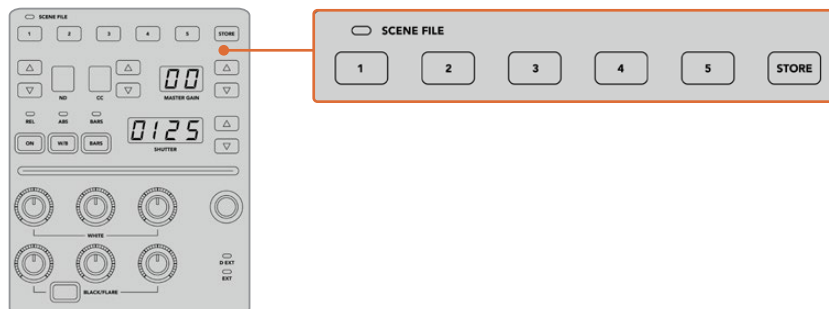 SCENE FILE
1 2 3 4 5 STORE
ND CC 00
MASTER GAIN
REL ABS BARS
ON W/B BARS
0125
SHUTTER
WHITE
D EXT
EXT
BLACK/FLARE
SCENE FILE
1 2 3 4 5 STORE